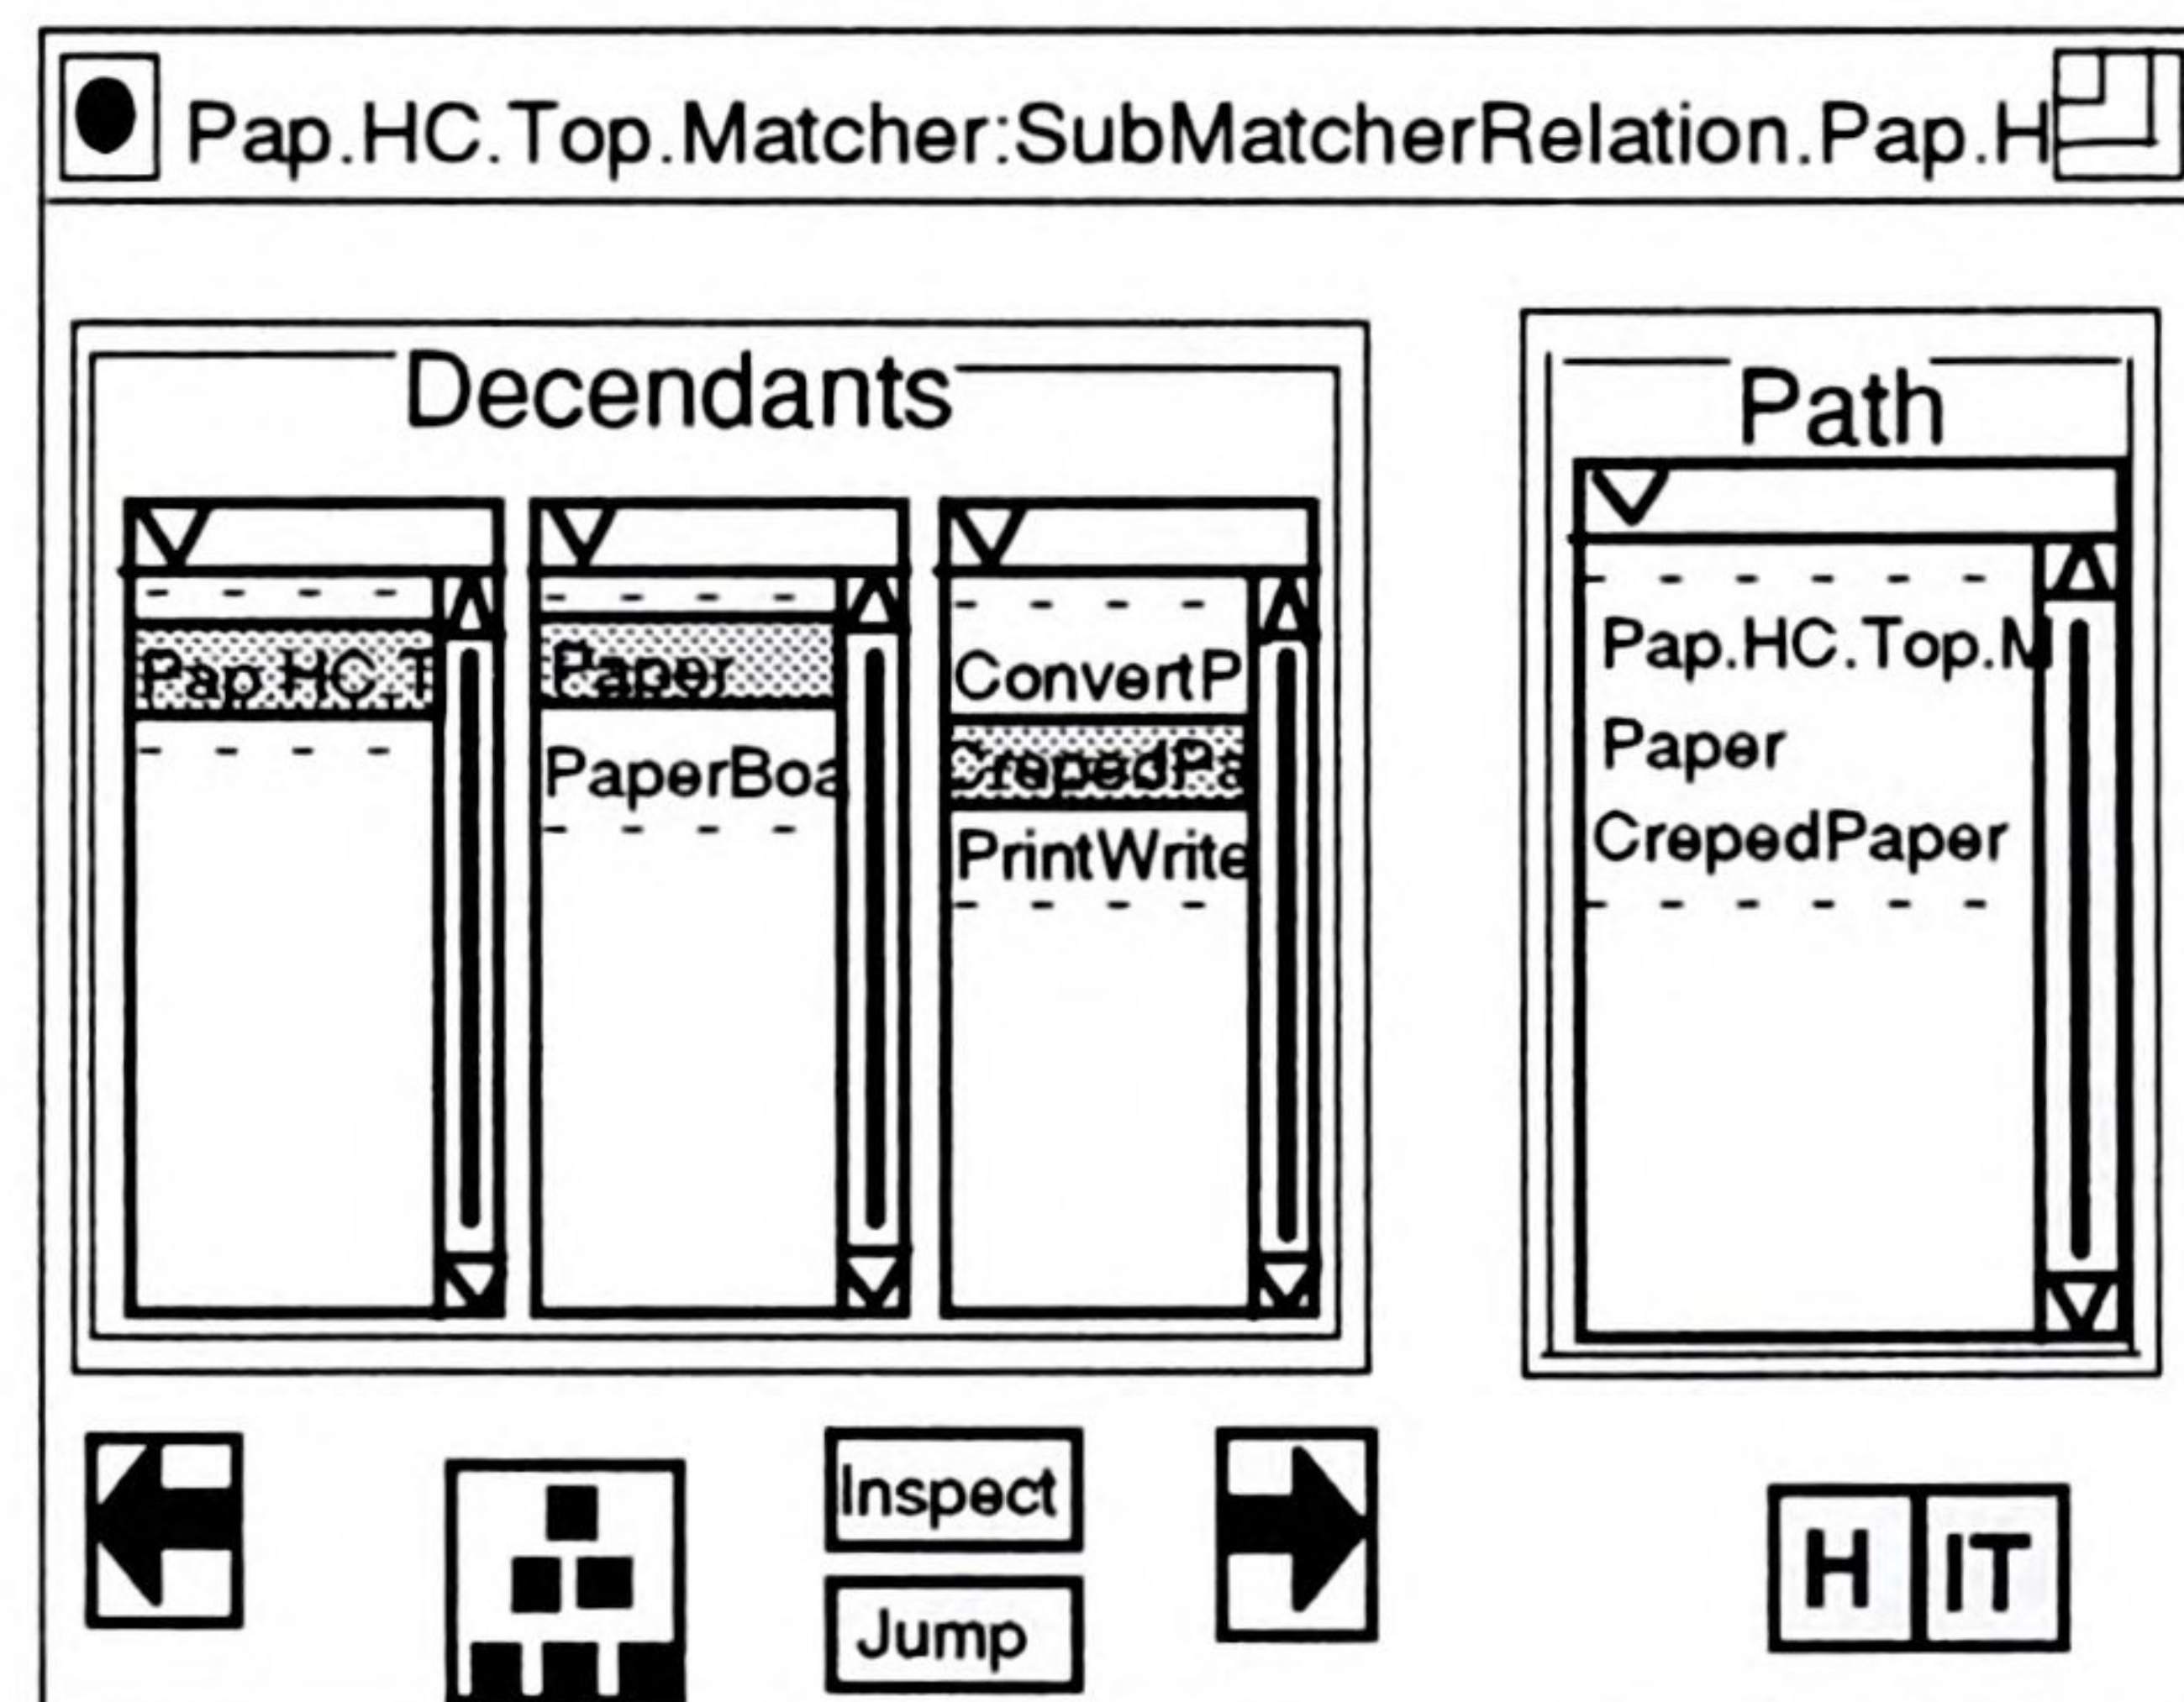 Pap.HC.Top.Matcher:SubMatcherRelation.Pap.H
Decendants
Pap.HC.T
Paper
PaperBoa
ConvertP
CrepedPa
PrintWrite
Path
Pap.HC.Top.M
Paper
CrepedPaper
Inspect
Jump
H IT